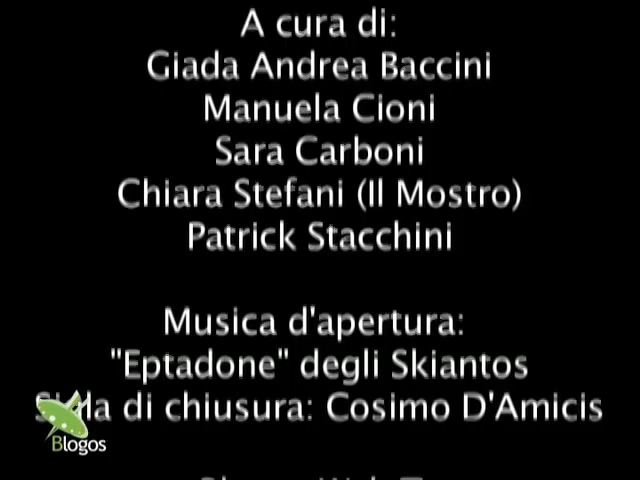 A cura di:
Giada Andrea Baccini
Manuela Cioni
Sara Carboni
Chiara Stefani (Il Mostro)
Patrick Stacchini
Musica d'apertura:
"Eptadone" degli Skiantos
di chiusura: Cosimo D'Amicis
Blogos